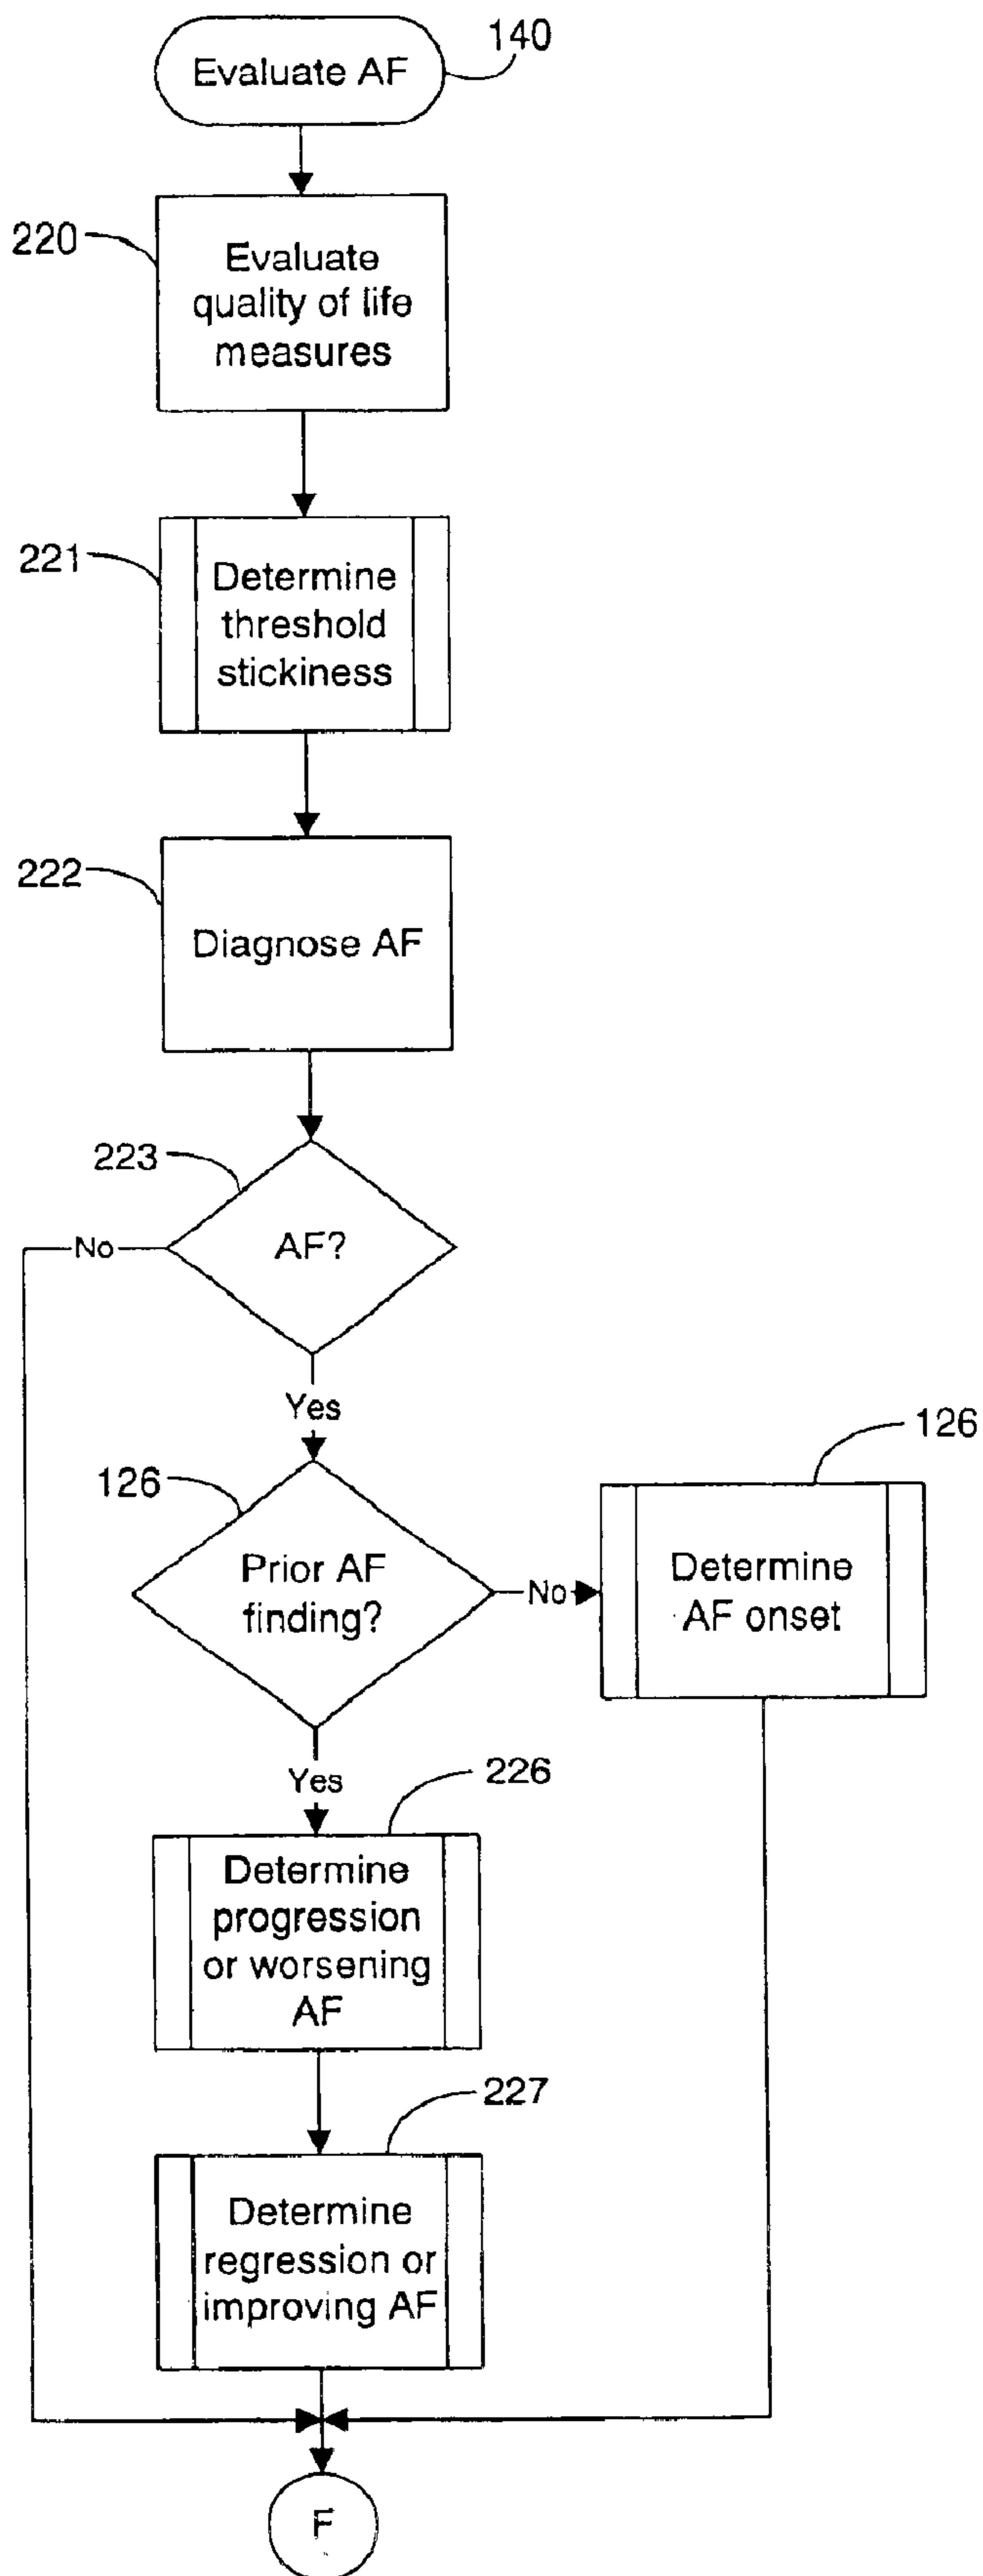 140
Evaluate AF
220
Evaluate
quality of life
measures
221
Determine
threshold
stickiness
222
Diagnose AF
223
AF?
No
Yes
126
Prior AF
finding?
No
126
Determine
AF onset
Yes
226
Determine
progression
or worsening
AF
227
Determine
regression or
improving AF
F